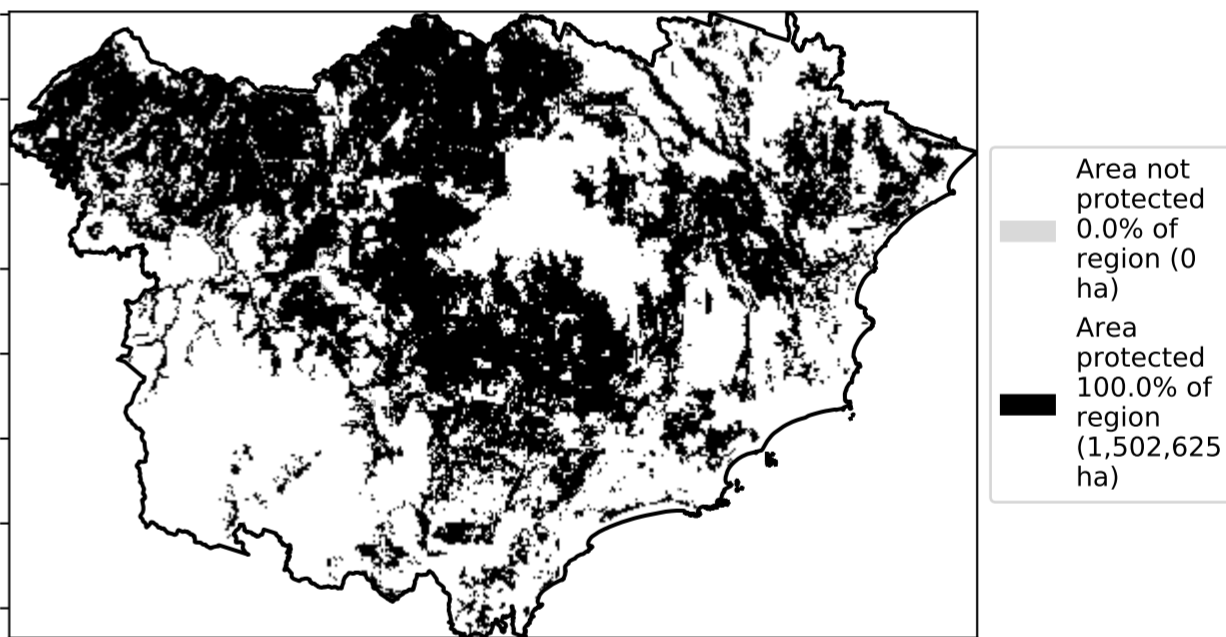 Area not
protected
0.0% of
region (0
ha)
Area
protected
100.0% of
region
(1,502,625
ha)